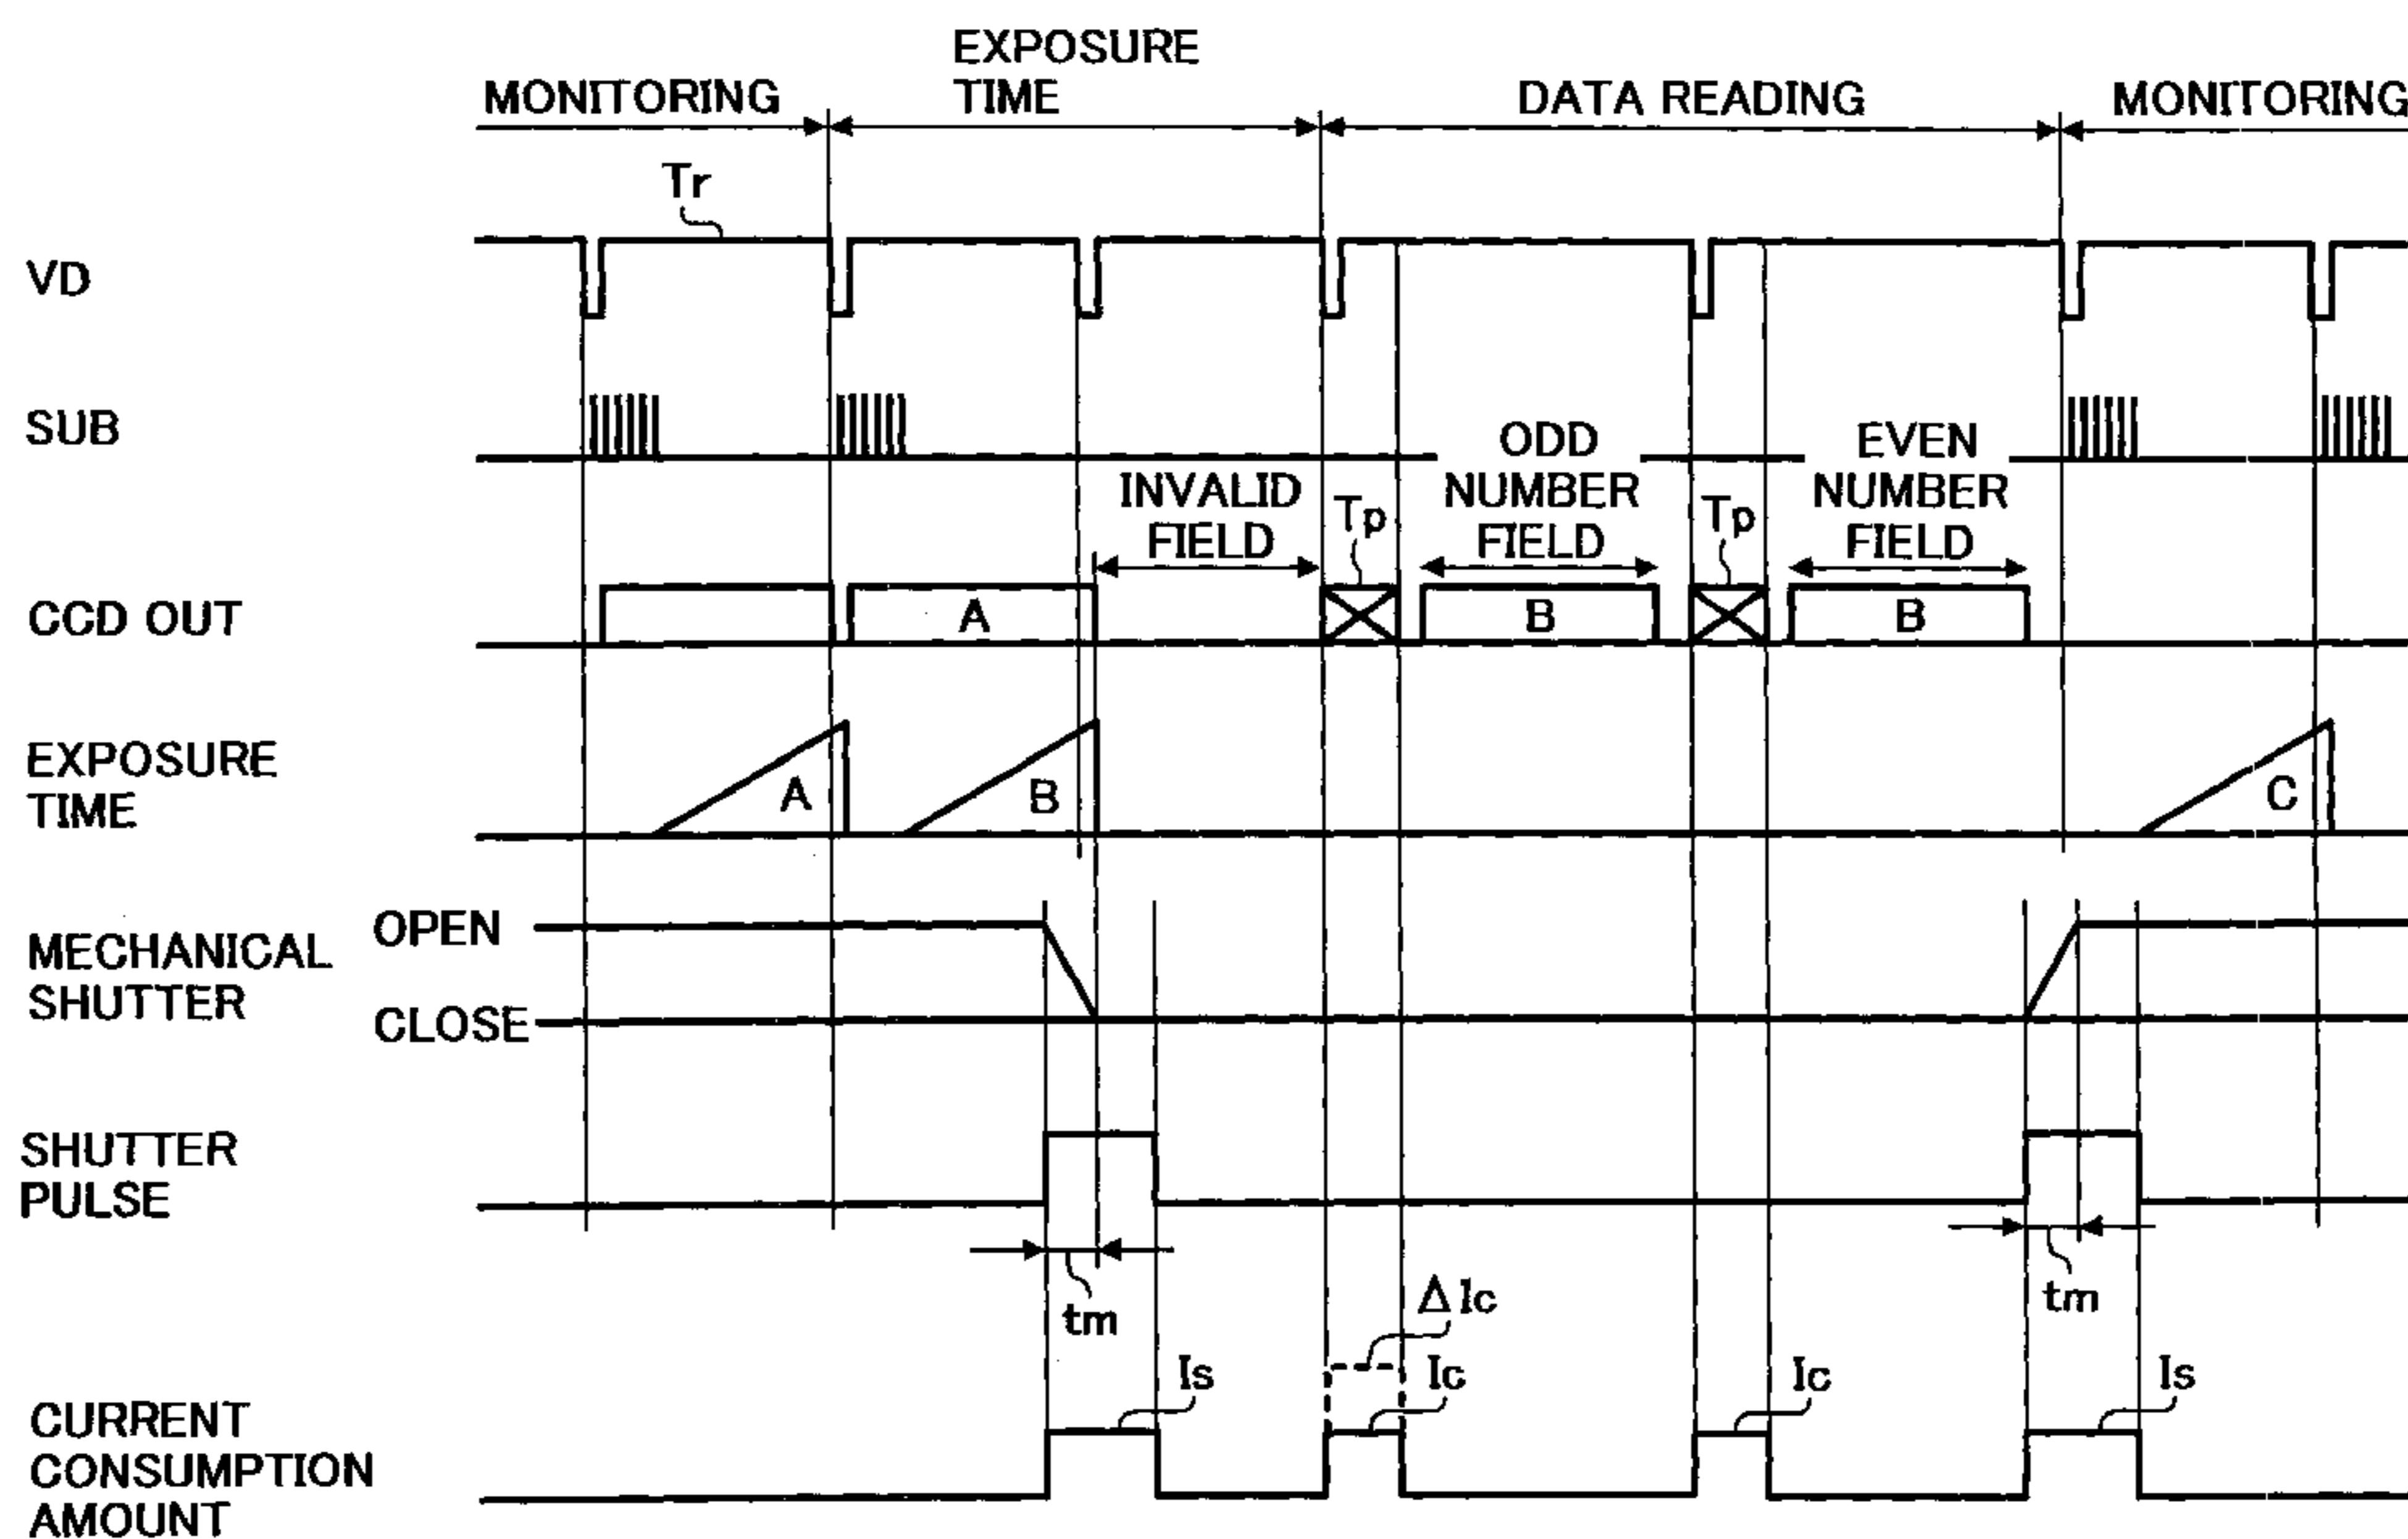 EXPOSURE
MONITORING TIME DATA READING MONITORING
Tr
VD
SUB
ODD EVEN
INVALID NUMBER NUMBER
FIELD Tp FIELD Tp FIELD
CCD OUT A B B
EXPOSURE
TIME A B C
MECHANICAL
SHUTTER
OPEN
CLOSE
SHUTTER
PULSE
tm tm
ΔIc
Is Ic Ic Is
CURRENT
CONSUMPTION
AMOUNT